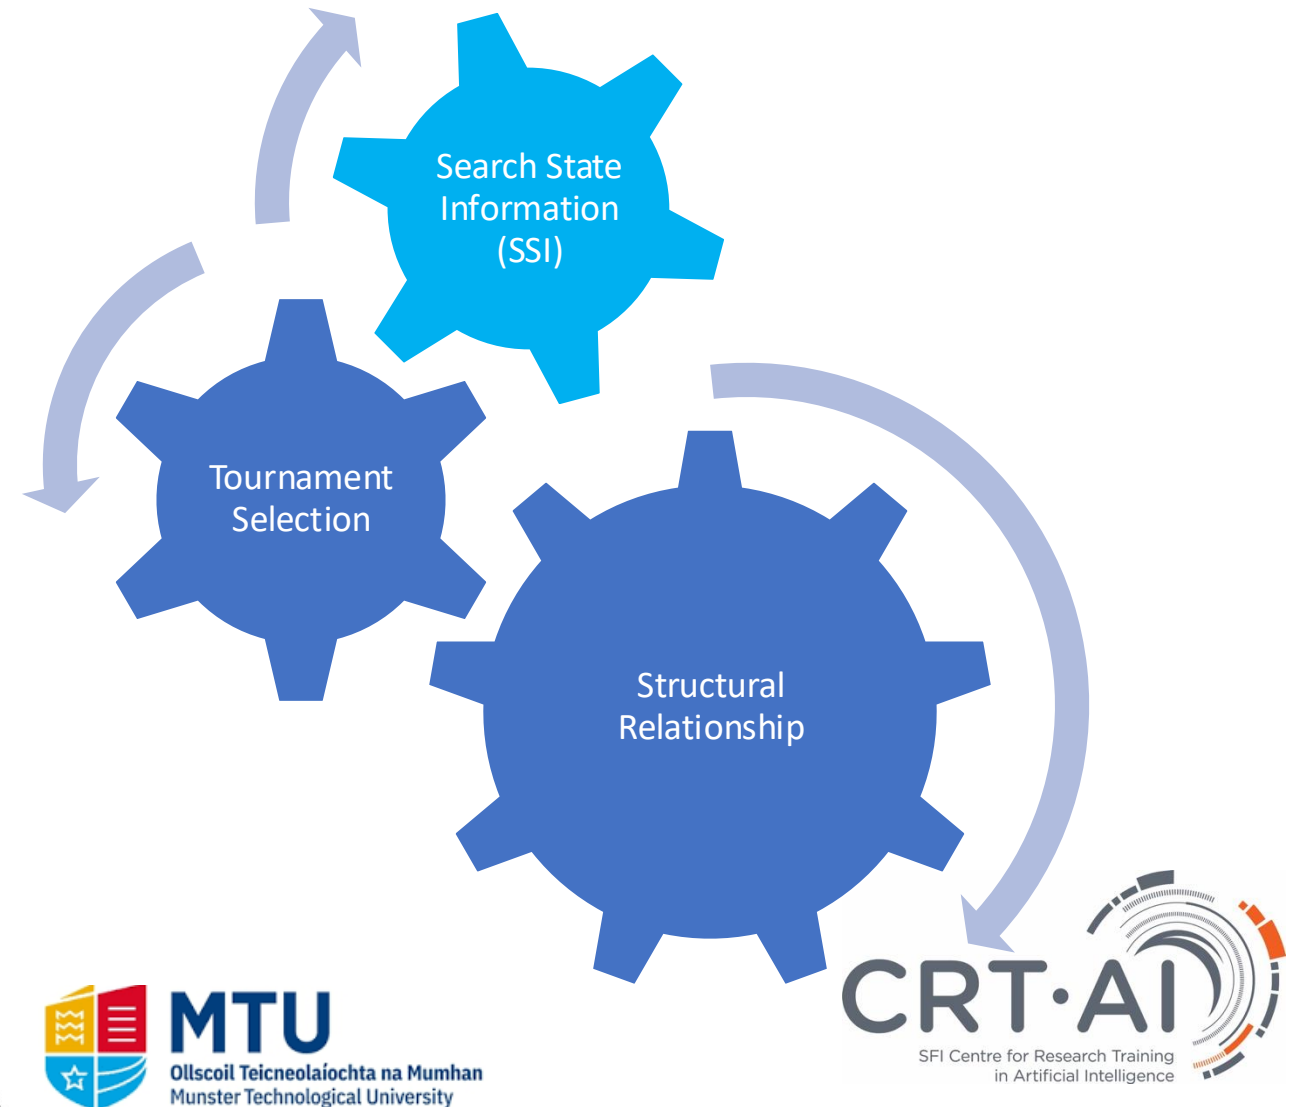 Search State
Information
(SSI)
Tournament
Selection
Structural
Relationship
MTU
Ollscoil Teicneolaíochta na Mumhan
Munster Technological University
CRT·AI
SFI Centre for Research Training
in Artificial Intelligence